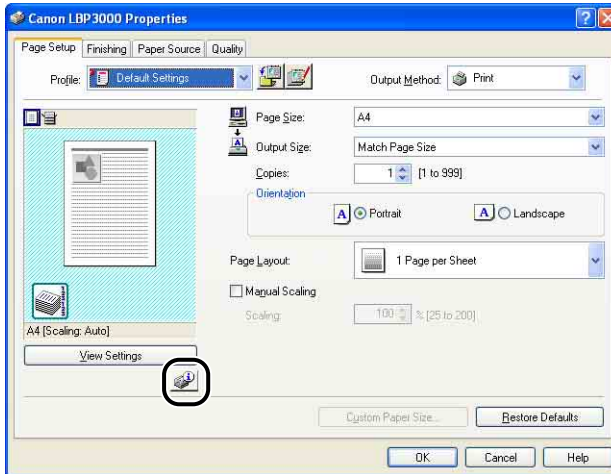 Canon LBP3000 Properties
Page Setup Finishing Paper Source Quality
Profile: Default Settings Output Method: Print
Page Size: A4
Output Size: Match Page Size
Copies: 1 [1 to 999]
Orientation
A Portrait A Landscape
Page Layout: 1 Page per Sheet
Manual Scaling
Scaling: 100 % [25 to 200]
A4 [Scaling: Auto]
View Settings
Custom Paper Size... Restore Defaults
OK Cancel Help